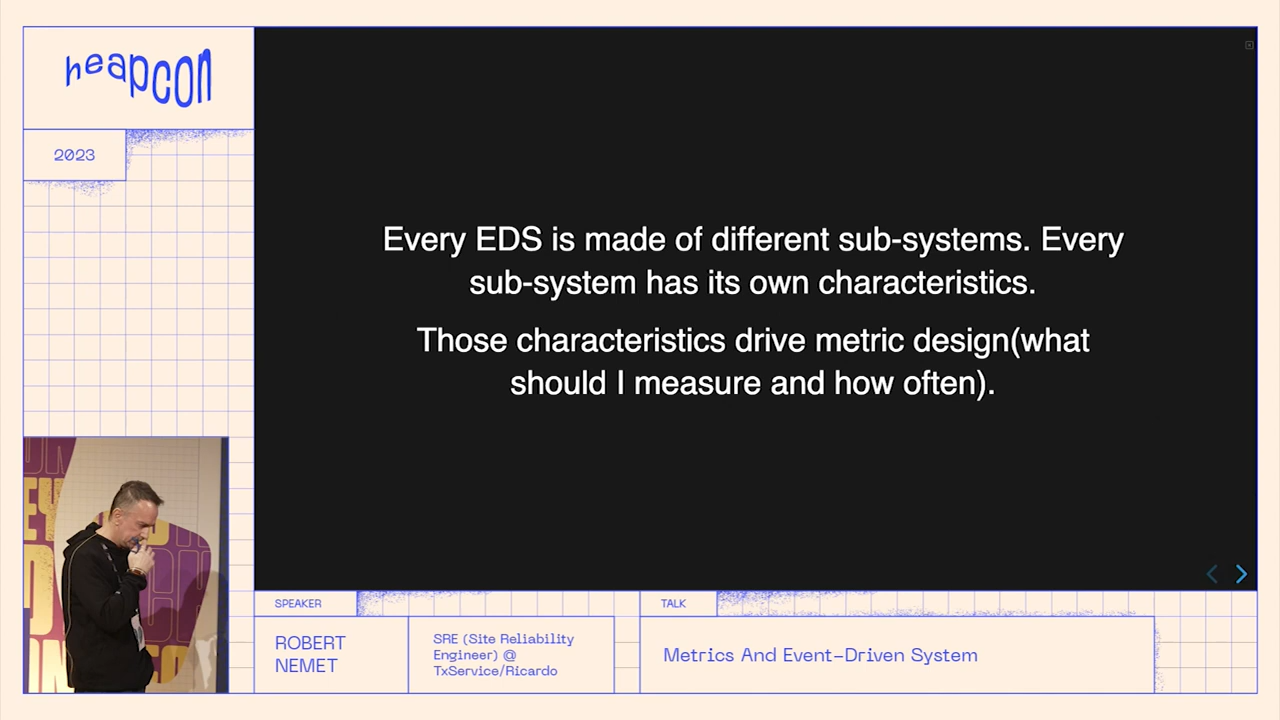 heapcon
2023
Every EDS is made of different sub-systems. Every
sub-system has its own characteristics.
Those characteristics drive metric design(what
should I measure and how often).
SPEAKER
ROBERT
NEMET
SRE (Site Reliability
Engineer) @
TxService/Ricardo
TALK
Metrics And Event-Driven System